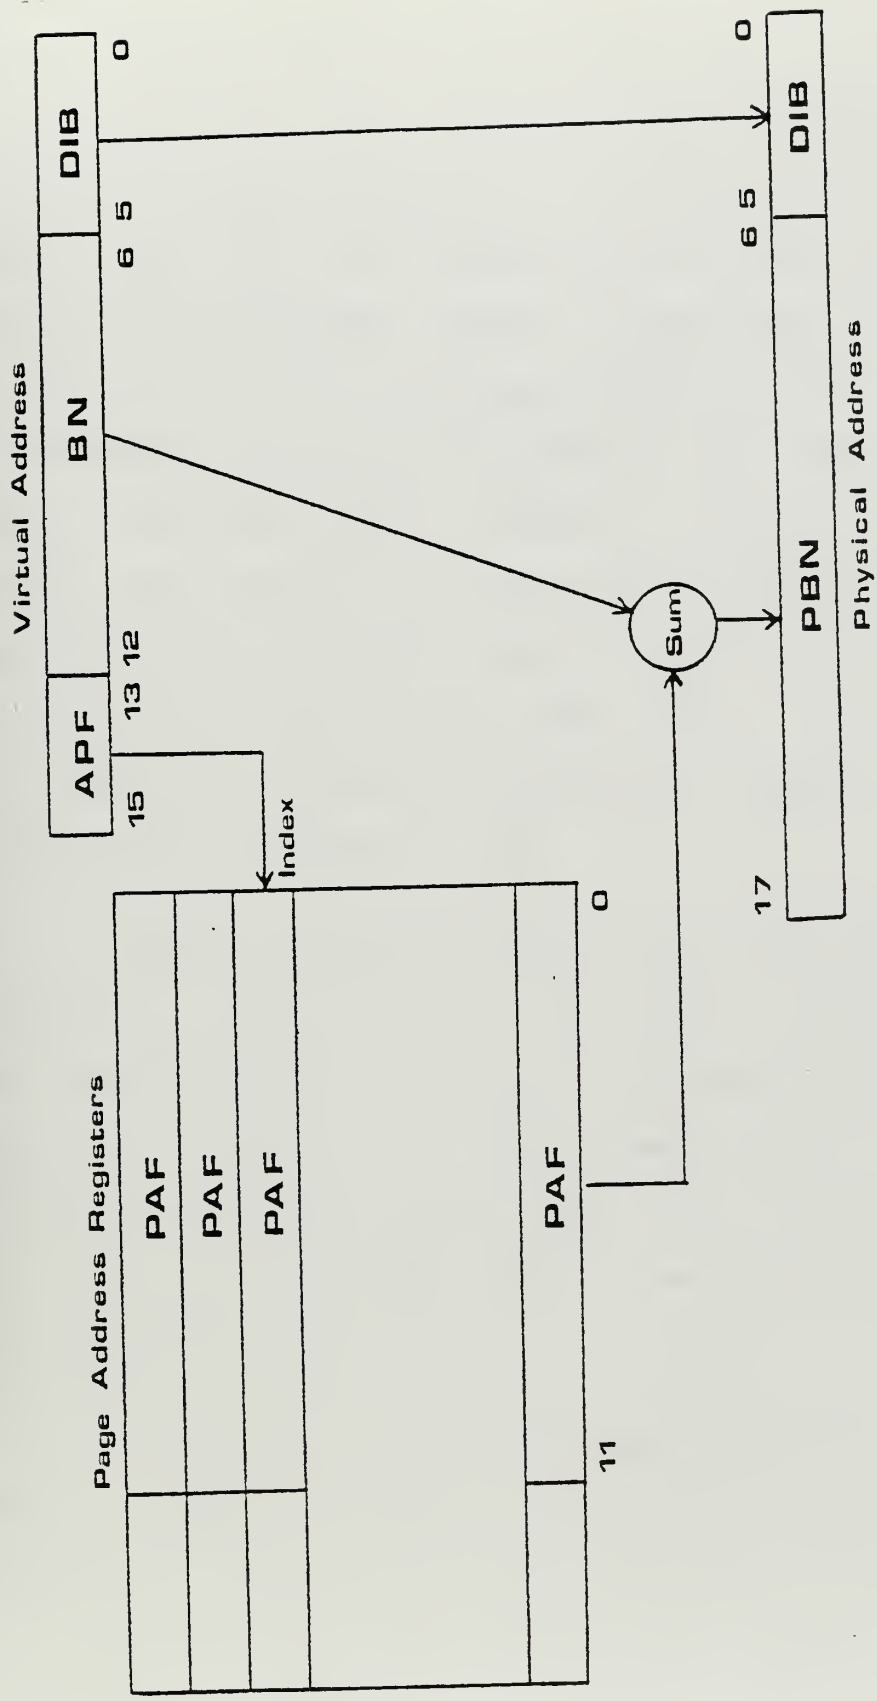 Virtual Address
APF
BN
DIB
15
13
12
6
5
0
Index
Page Address Registers
PAF
PAF
PAF
PAF
11
0
Sum
PBN
DIB
17
6
5
0
Physical Address